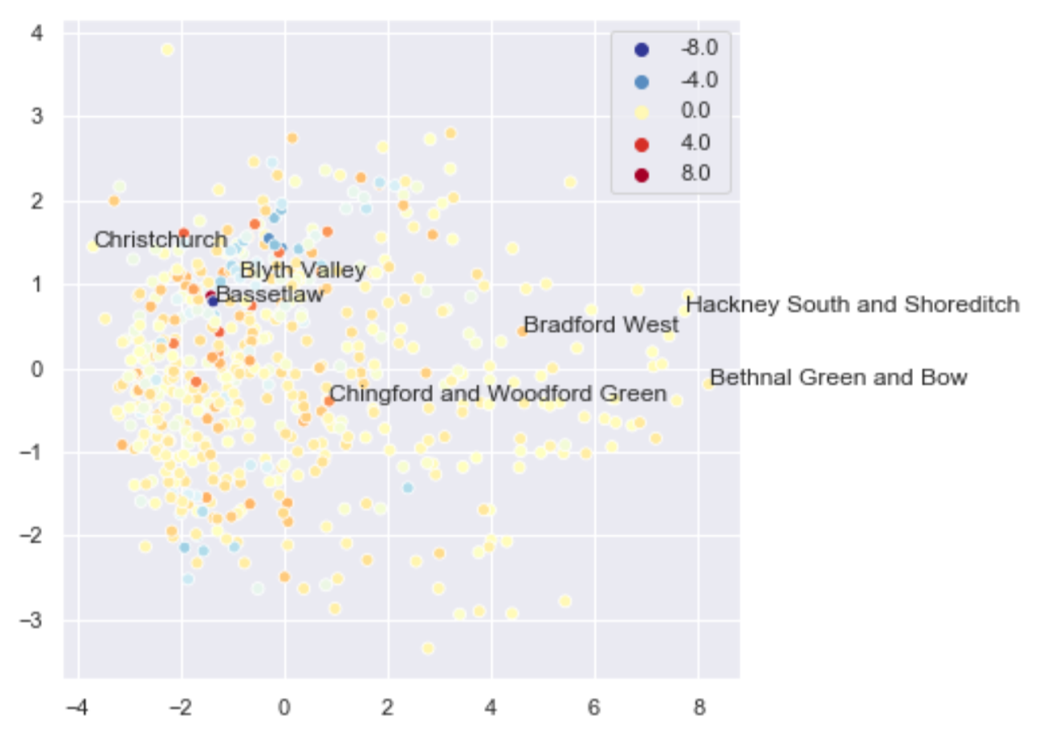 4
3
2
1
0
−1
−2
−3
−4
−2
0
2
4
6
8
-8.0
-4.0
0.0
4.0
8.0
Christchurch
Blyth Valley
Bassetlaw
Hackney South and Shoreditch
Bradford West
Bethnal Green and Bow
Chingford and Woodford Green